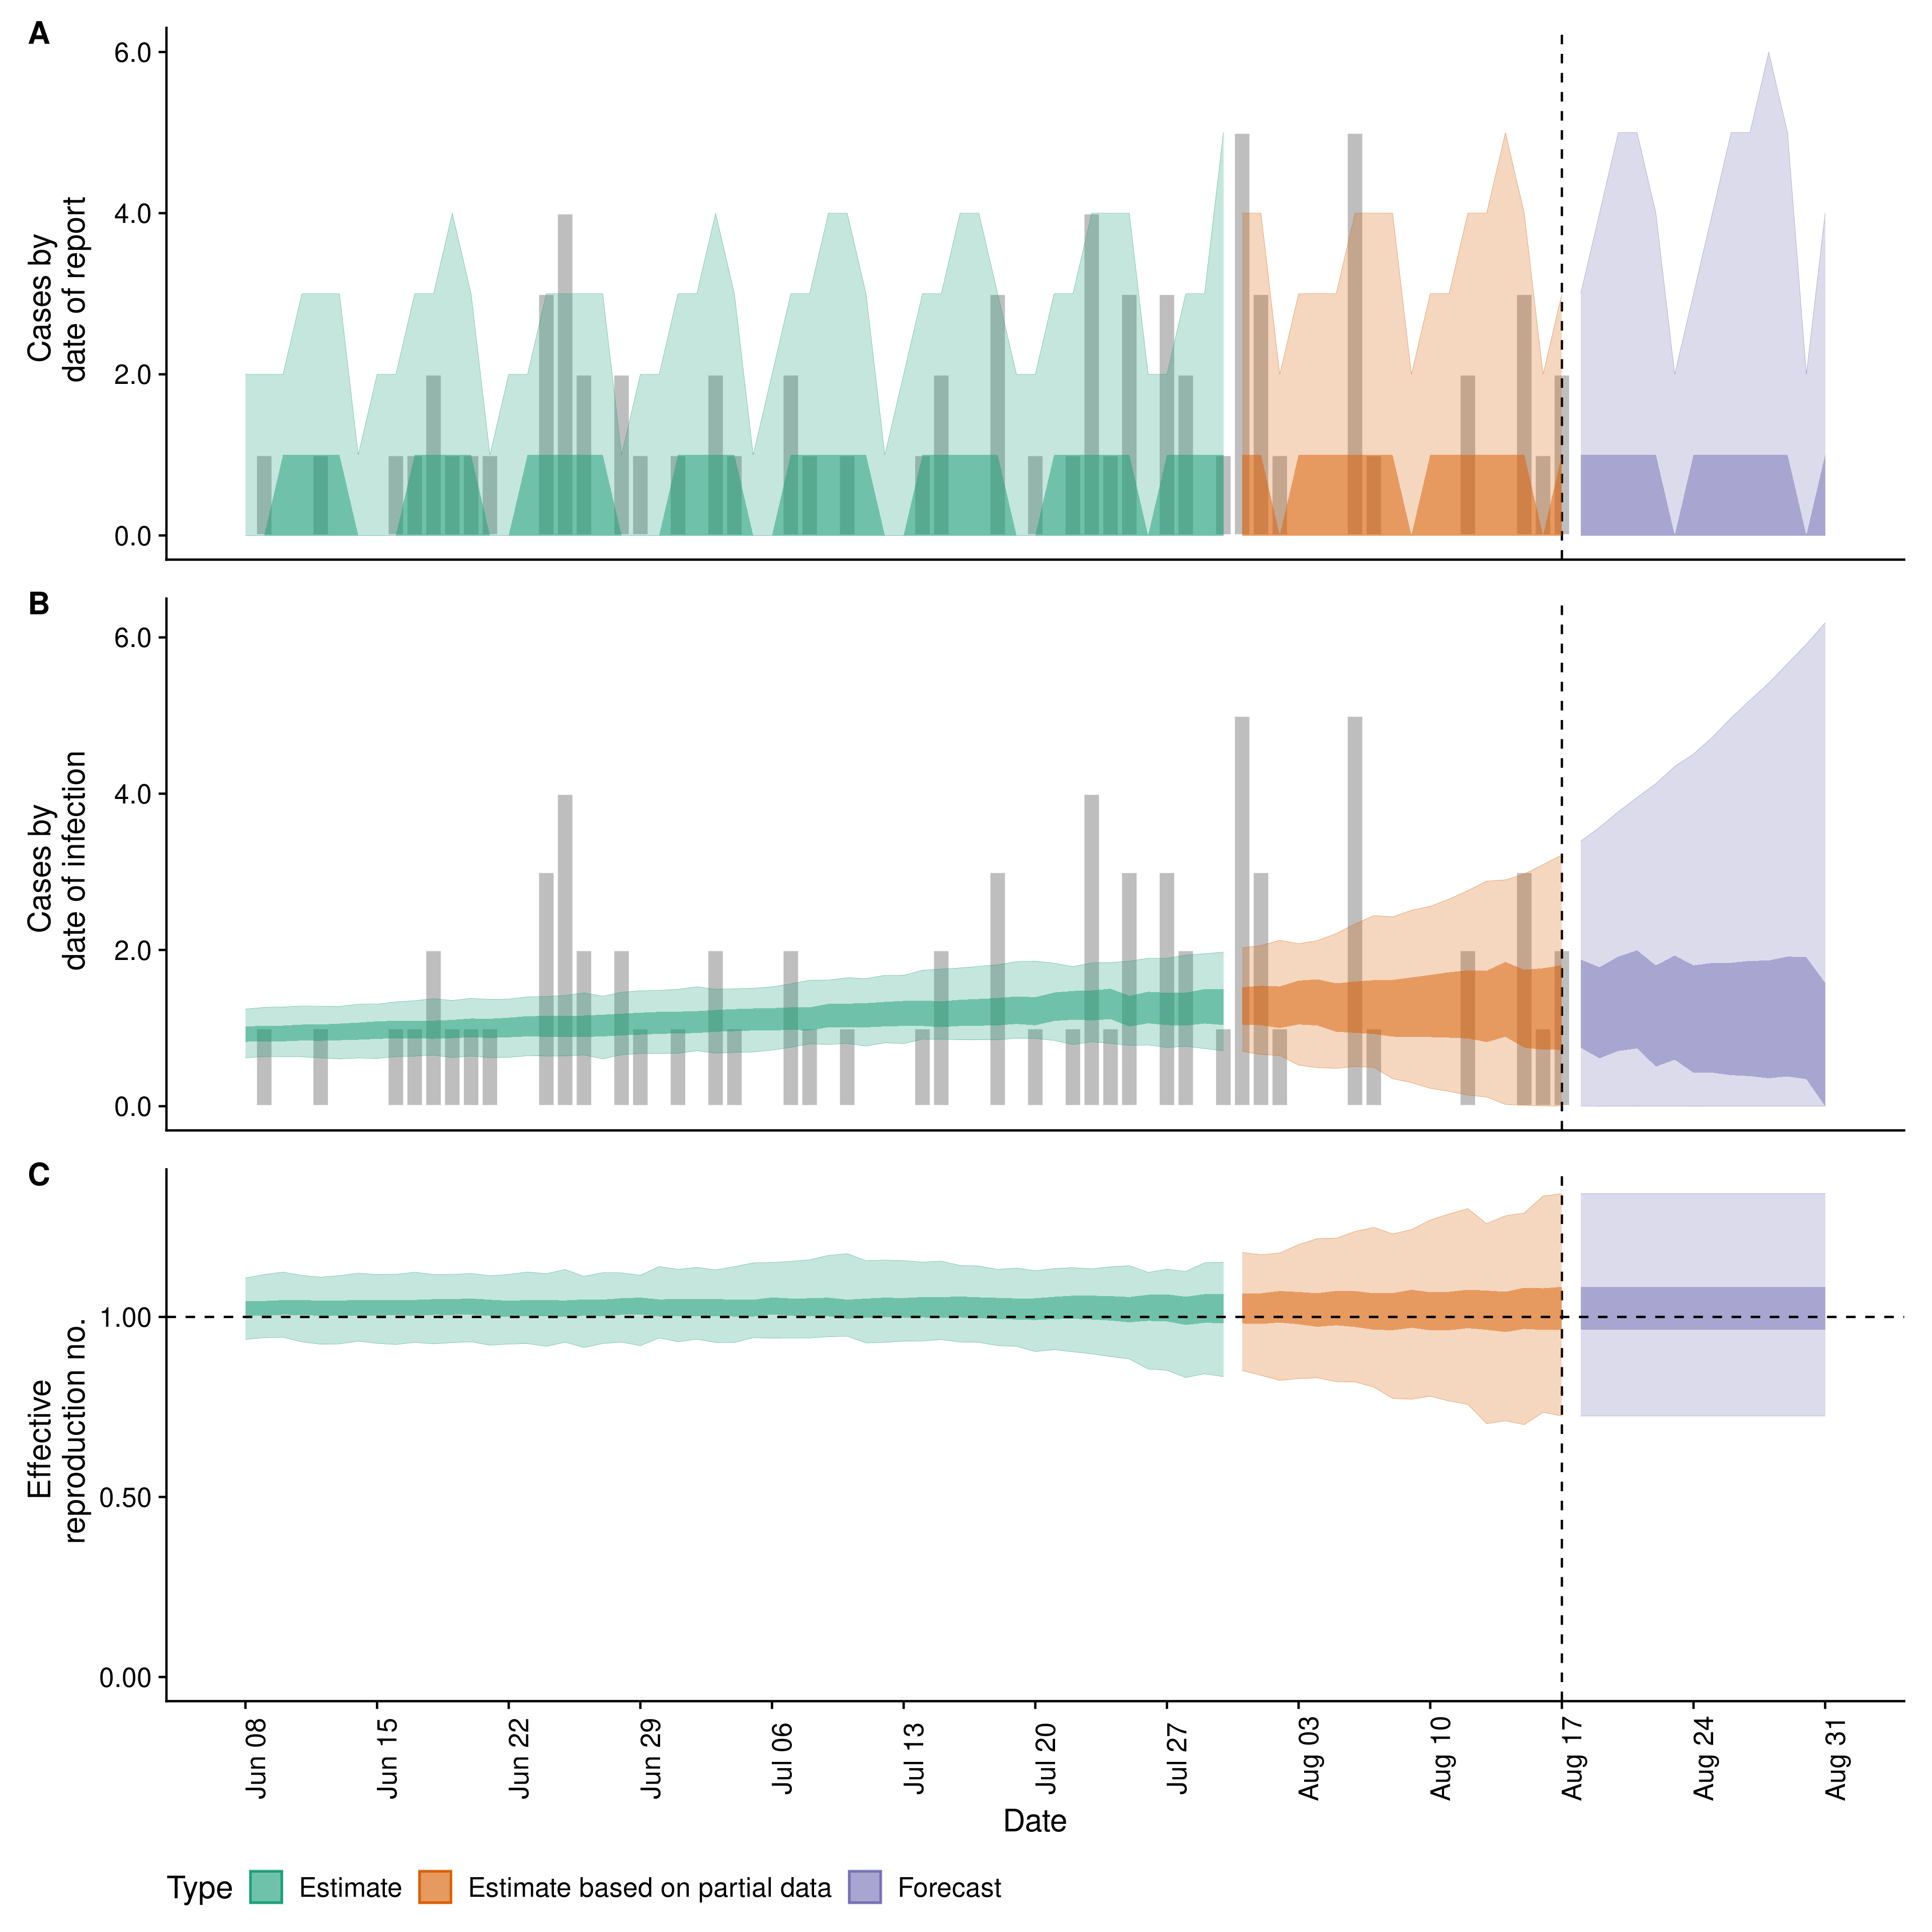 A
6.0
4.0
2.0
0.0
Cases by
date of report
B
6.0
4.0
2.0
0.0
Cases by
date of infection
C
1.00
0.50
0.00
Effective
reproduction no.
Jun 08
Jun 15
Jun 22
Jun 29
Jul 06
Jul 13
Jul 20
Jul 27
Aug 03
Aug 10
Aug 17
Aug 24
Aug 31
Date
Type Estimate Estimate based on partial data Forecast